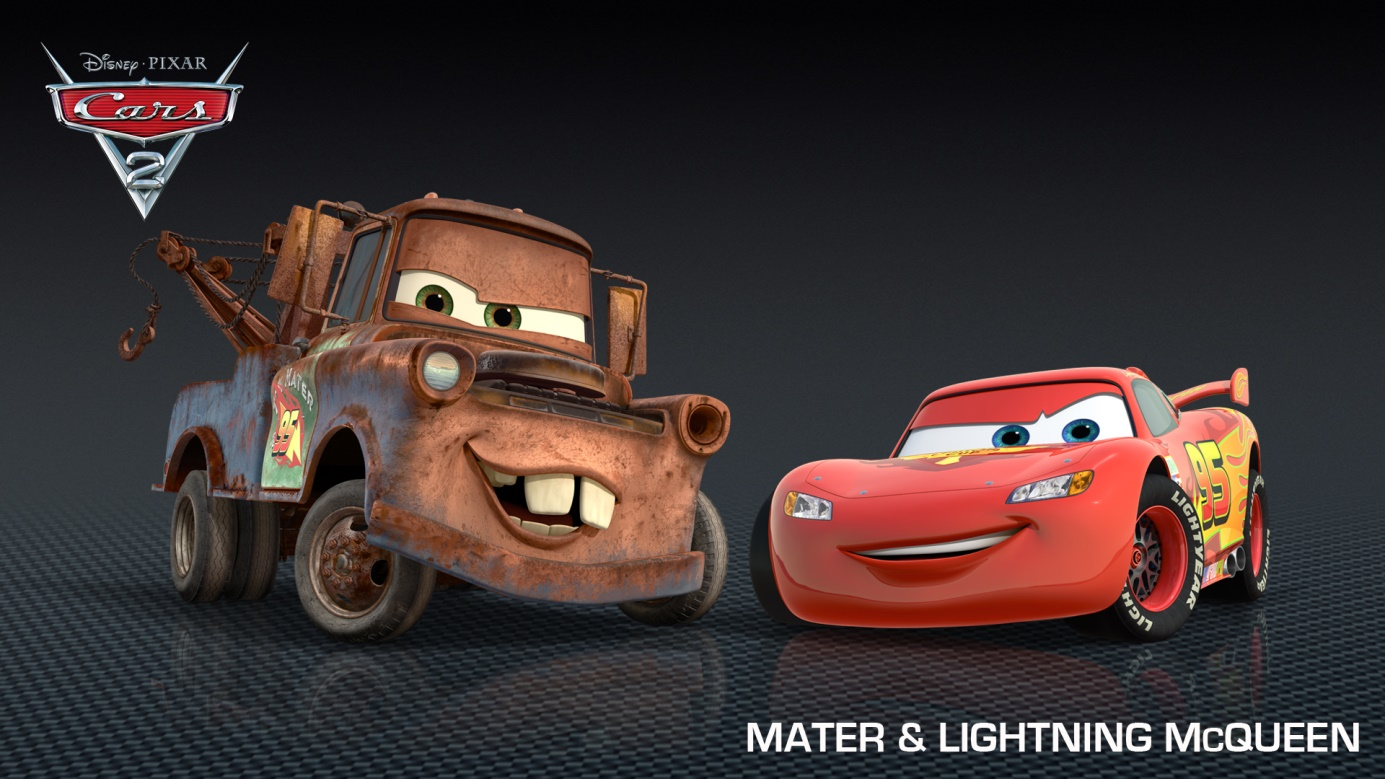 Disney · PIXAR
Cars
2
MATER
95
95
LIGHTYEAR
MATER & LIGHTNING McQUEEN